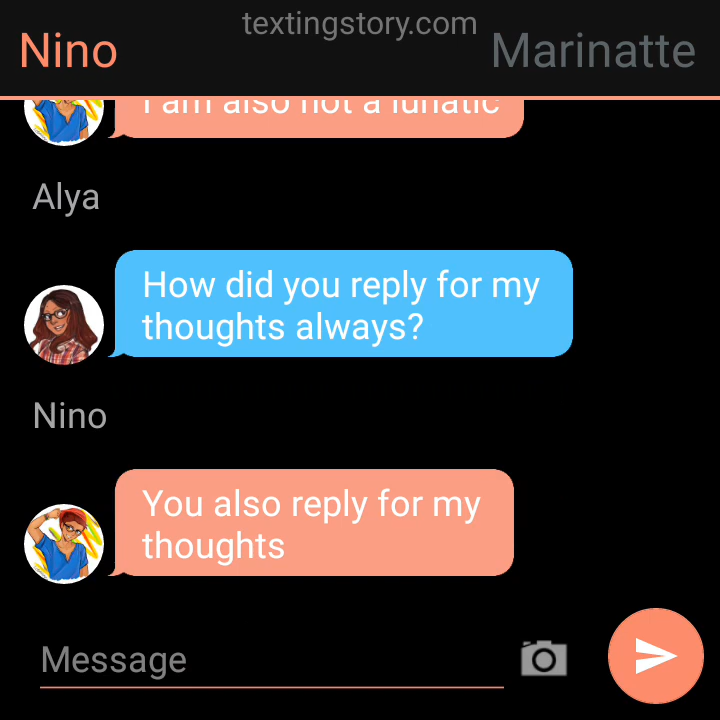 textingstory.com
Nino
Marinatte
I am also not a lunatic
Alya
How did you reply for my
thoughts always?
Nino
You also reply for my
thoughts
Message